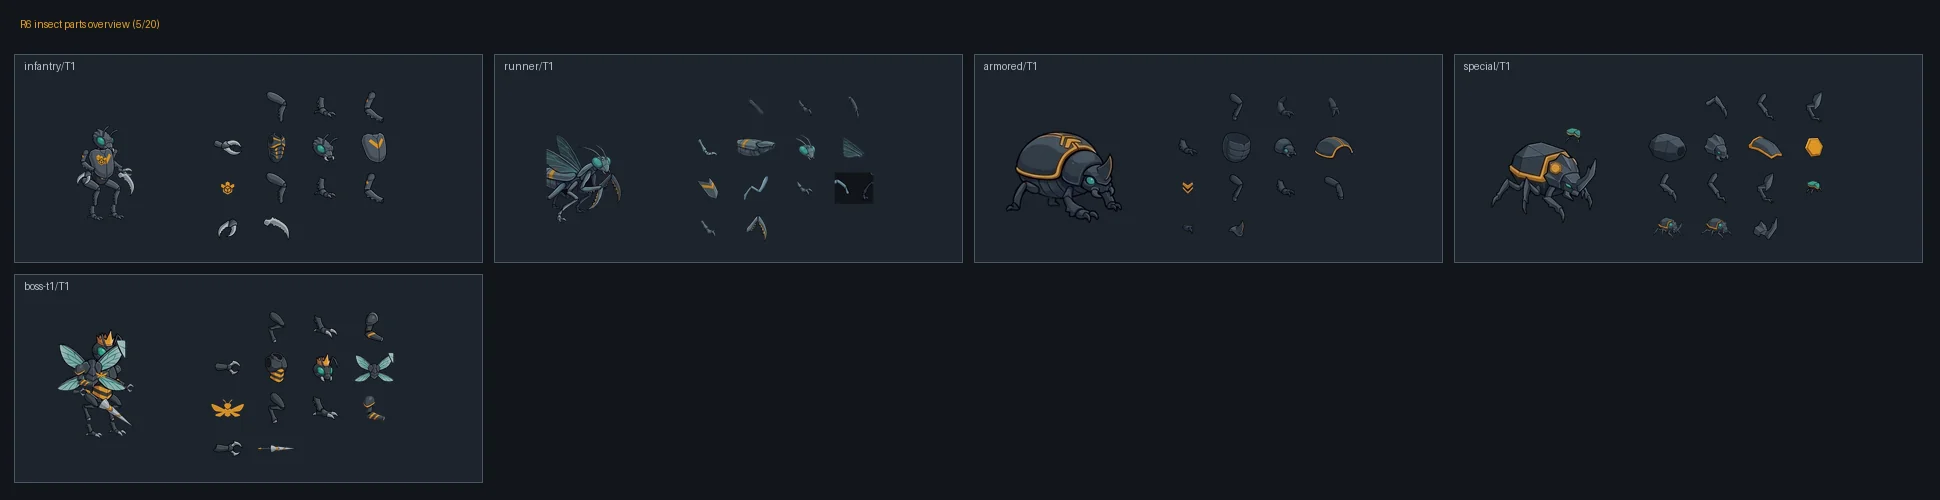 R6 insect parts overview (5/20)
infantry/T1
runner/T1
armored/T1
special/T1
boss-t1/T1